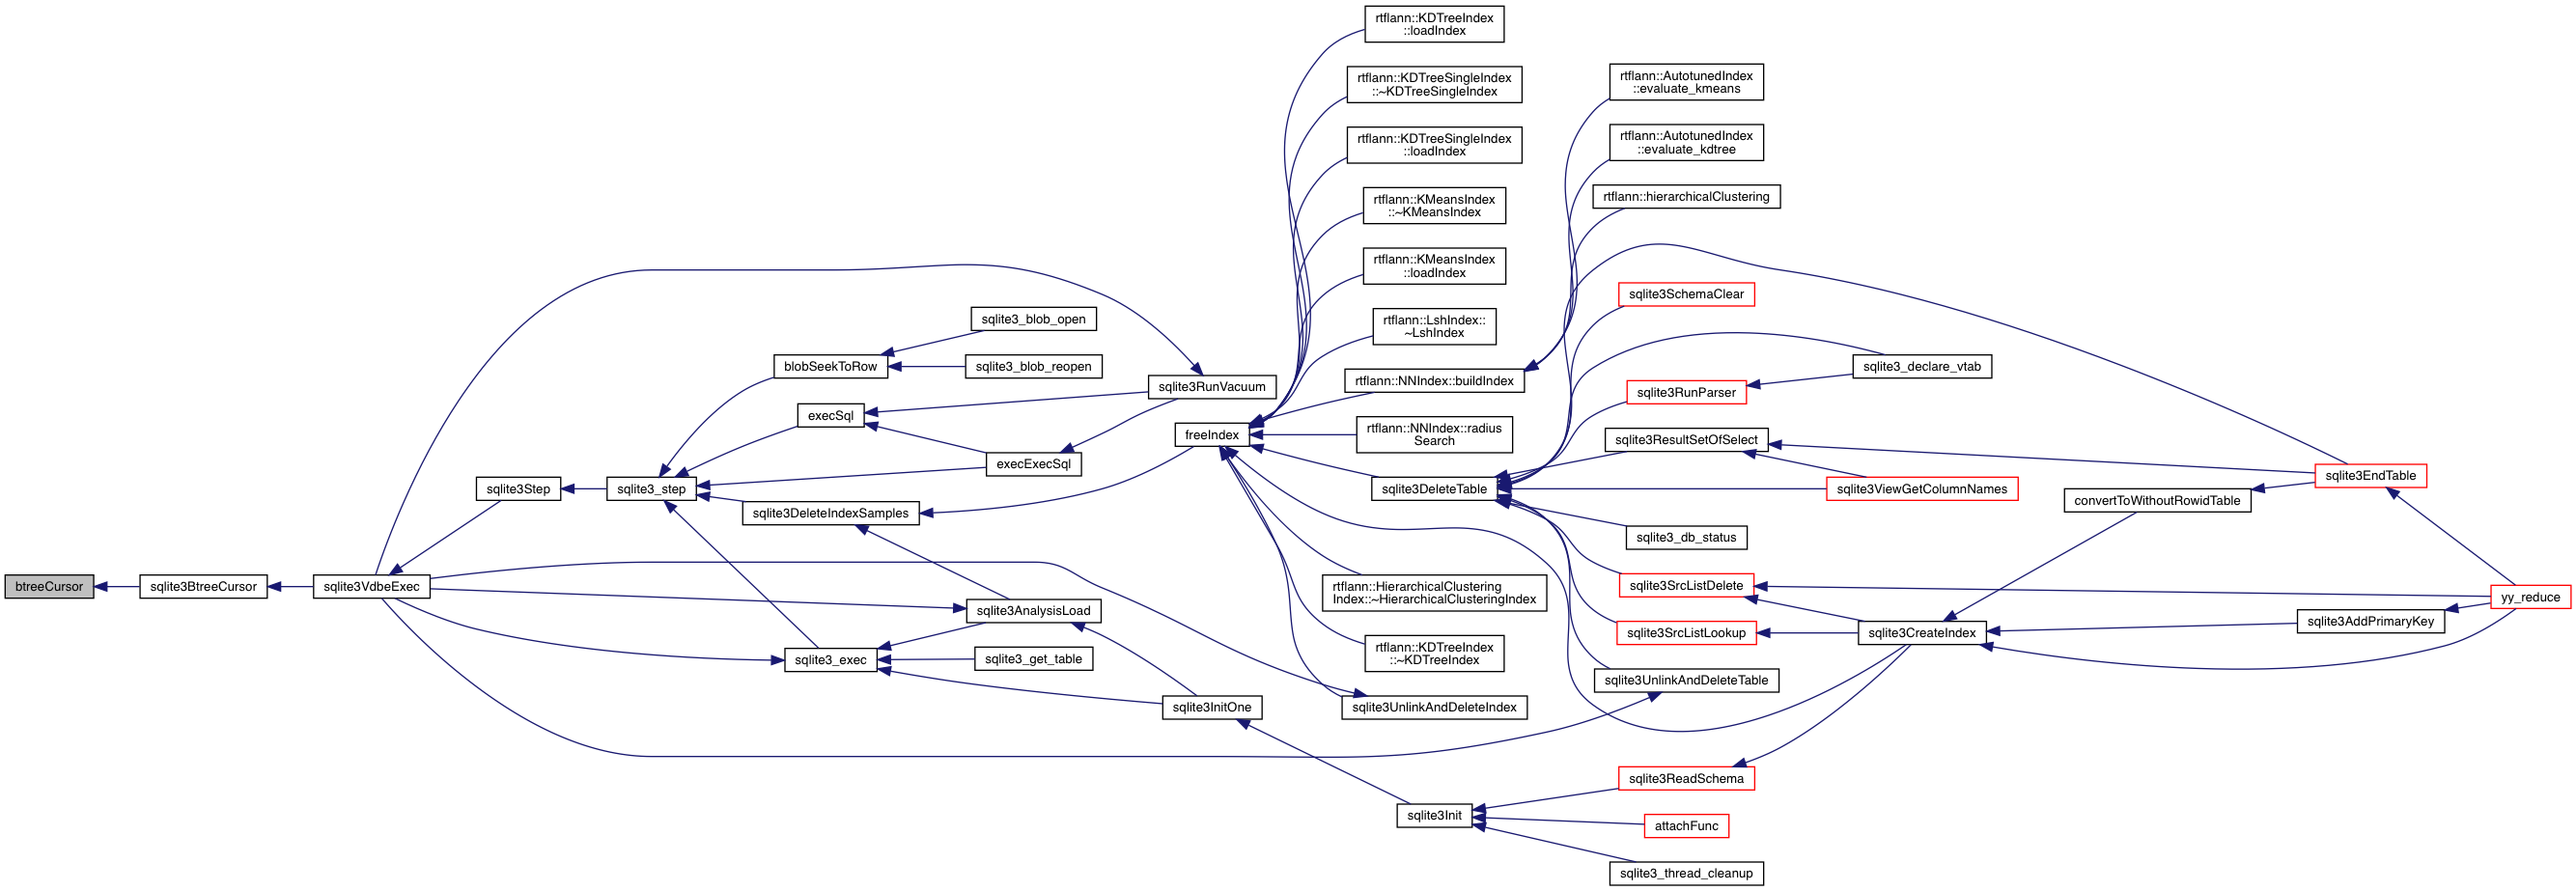 btreeCursor
sqlite3BtreeCursor
sqlite3VdbeExec
sqlite3Step
sqlite3_step
blobSeekToRow
sqlite3_blob_open
sqlite3_blob_reopen
execSql
execExecSql
sqlite3DeleteIndexSamples
sqlite3AnalysisLoad
sqlite3_exec
sqlite3_get_table
sqlite3RunVacuum
sqlite3InitOne
freeIndex
rtflann::KDTreeIndex
::loadIndex
rtflann::KDTreeSingleIndex
::~KDTreeSingleIndex
rtflann::KDTreeSingleIndex
::loadIndex
rtflann::KMeansIndex
::~KMeansIndex
rtflann::KMeansIndex
::loadIndex
rtflann::LshIndex::
~LshIndex
rtflann::NNIndex::buildIndex
rtflann::NNIndex::radius
Search
sqlite3DeleteTable
rtflann::HierarchicalClustering
Index::~HierarchicalClusteringIndex
rtflann::KDTreeIndex
::~KDTreeIndex
sqlite3UnlinkAndDeleteIndex
sqlite3Init
rtflann::AutotunedIndex
::evaluate_kmeans
rtflann::AutotunedIndex
::evaluate_kdtree
rtflann::hierarchicalClustering
sqlite3SchemaClear
sqlite3RunParser
sqlite3_declare_vtab
sqlite3ResultSetOfSelect
sqlite3ViewGetColumnNames
sqlite3_db_status
sqlite3SrcListDelete
sqlite3SrcListLookup
sqlite3UnlinkAndDeleteTable
sqlite3ReadSchema
attachFunc
sqlite3_thread_cleanup
sqlite3CreateIndex
convertToWithoutRowidTable
sqlite3AddPrimaryKey
sqlite3EndTable
yy_reduce